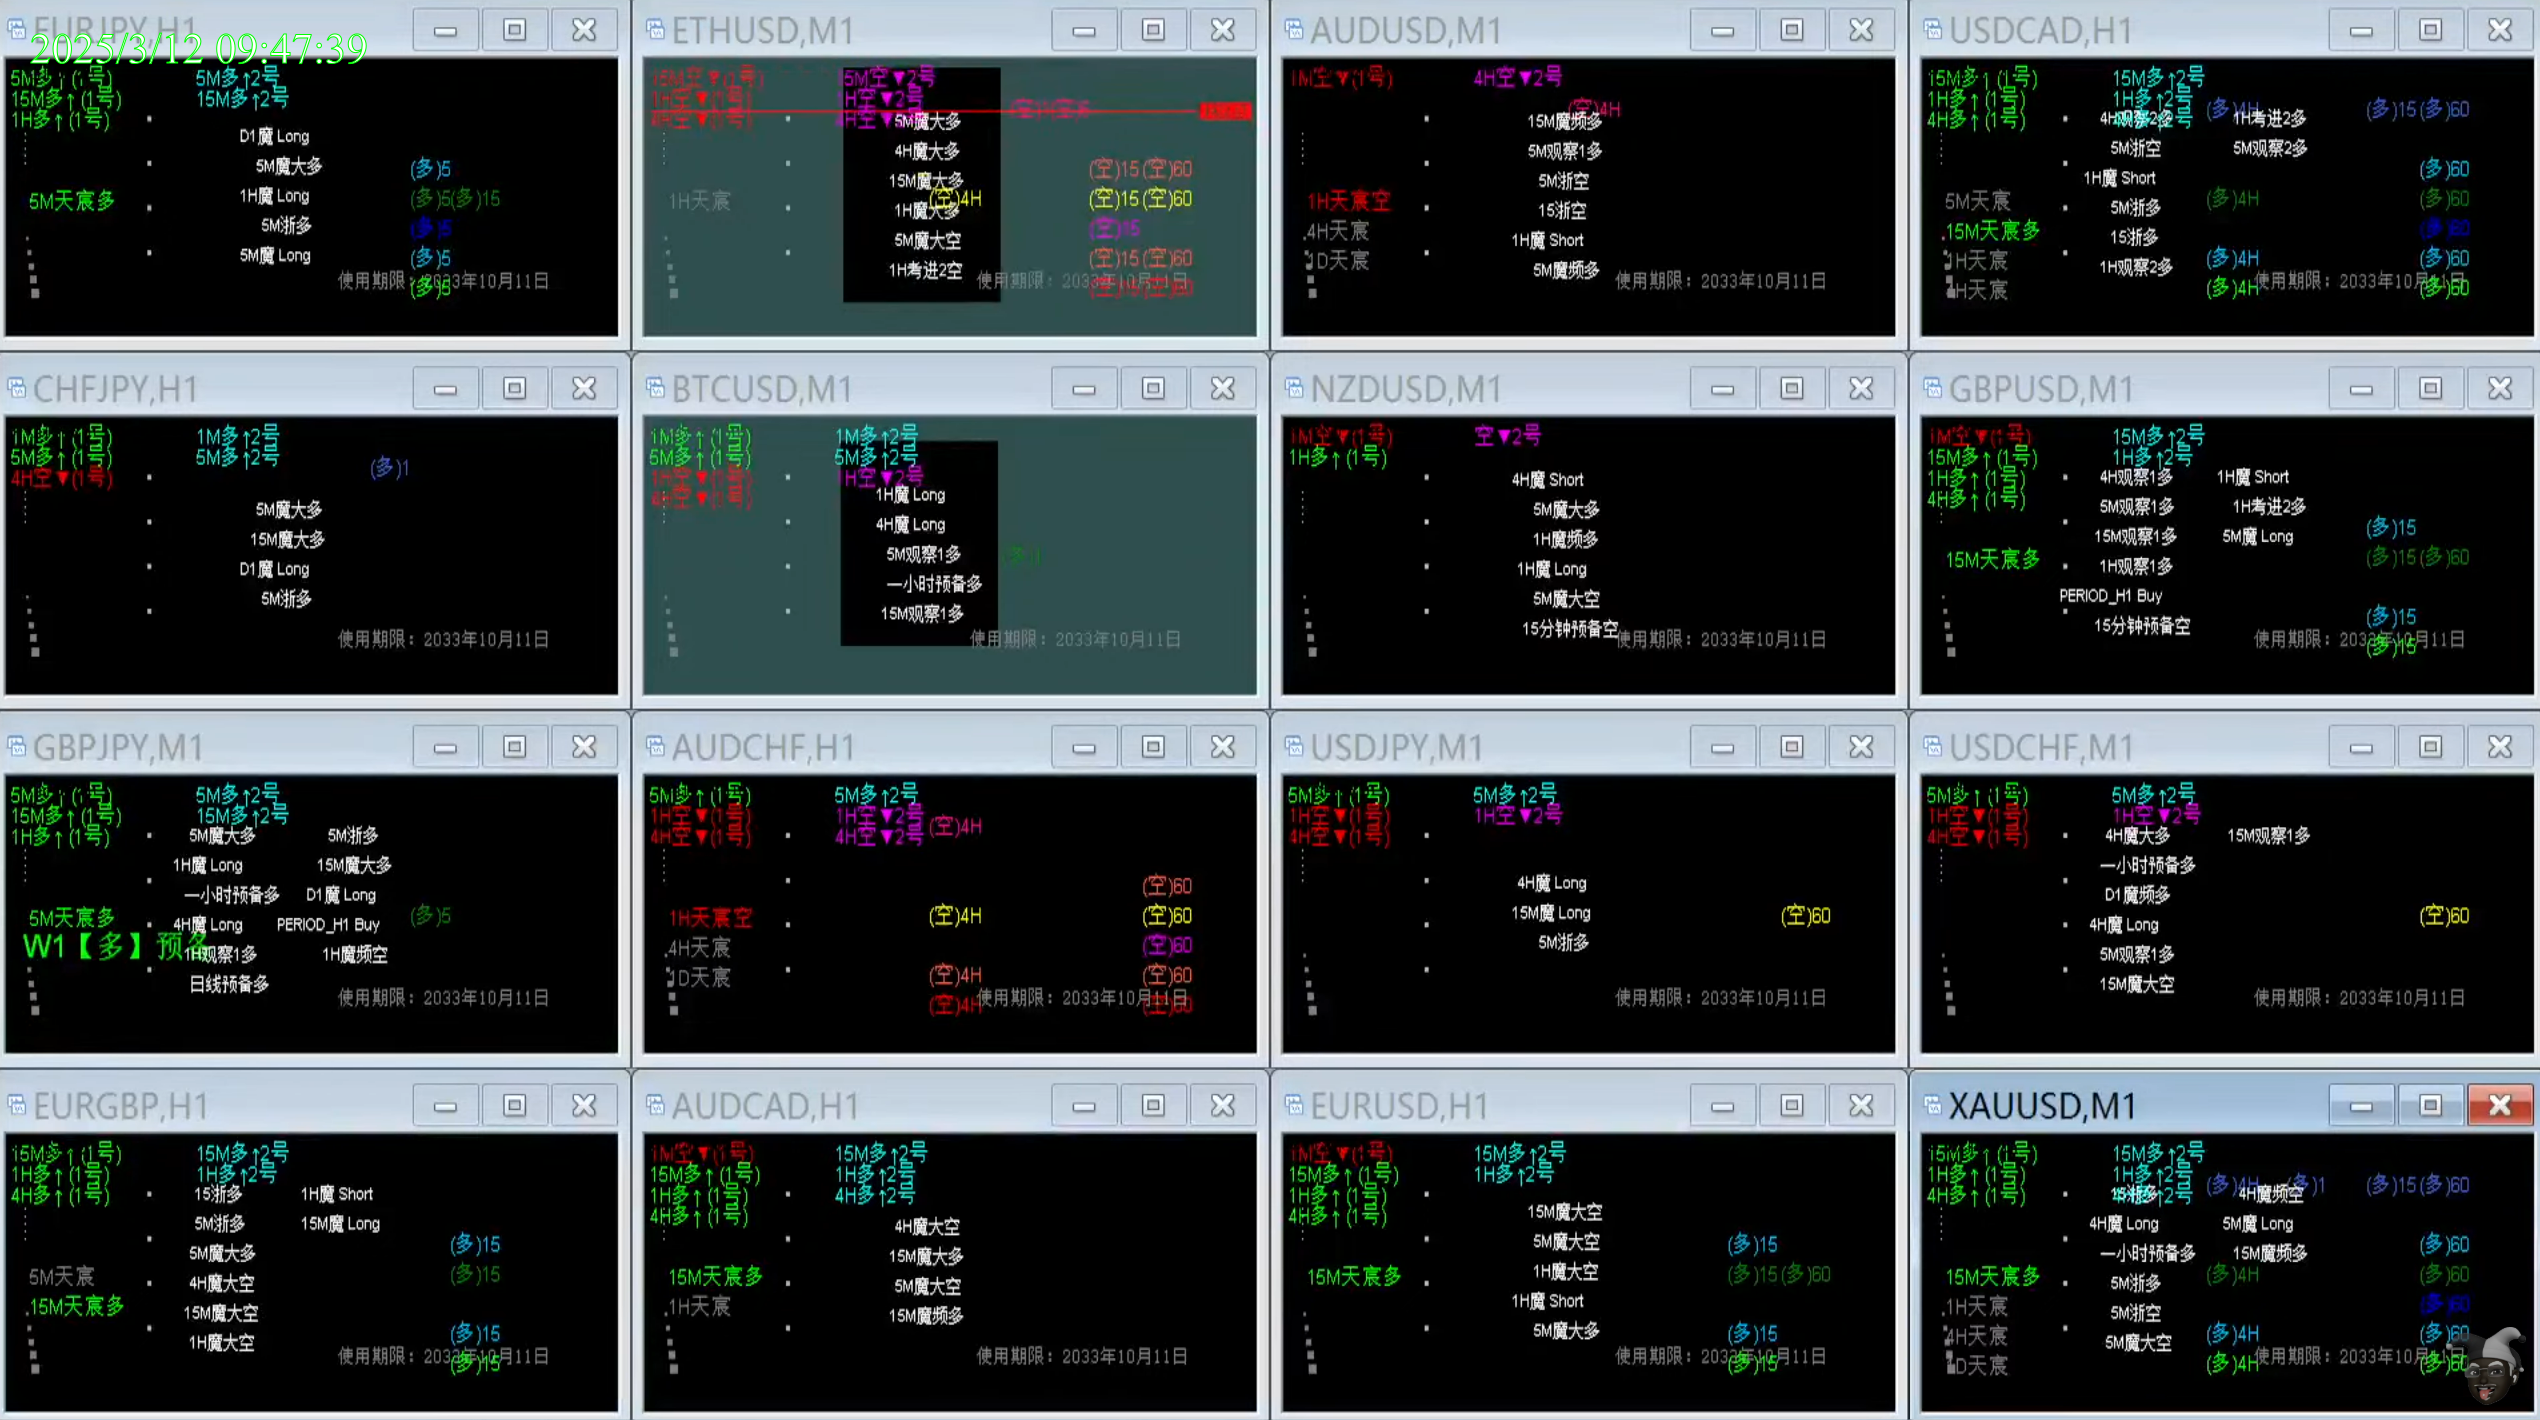 EURJPY,H1
2025/3/12 09:47:39
5M多↑(1号) 5M多↑2号
15M多↑(1号) 15M多↑2号
1H多↑(1号)
D1魔 Long
5M魔大多 (多)5
1H魔 Long
5M天宸多 (多)5(多)15
5M浙多 (多)5
5M魔 Long (多)5
使用期限：2033年10月11日
(多)5
ETHUSD,M1
15M空▼(1号) 5M空▼2号
1H空▼(1号) H空▼2号
4H空▼(1号) 4H空▼2号
5M魔大多
4H魔大多
15M魔大多 (空)15(空)60
1H天宸 (空)4H (空)15(空)60
1H魔大多
5M魔大空 (空)15
1H考进2空 (空)15(空)60
使用期限：2033年10月11日
AUDUSD,M1
1M空▼(1号) 4H空▼2号
(空)4H
15M魔频多
5M观察1多
5M浙空
1H天宸空
15浙空
4H天宸
1H魔 Short
1D天宸
5M魔频多
使用期限：2033年10月11日
USDCAD,H1
15M多↑(1号) 15M多↑2号
1H多↑(1号) 1H多↑2号
(多)4H (多)15(多)60
4H多↑(1号) 4H观察2多 1H考进2多
5M浙空 5M观察2多
1H魔 Short (多)60
5M天宸 5M浙多 (多)4H (多)60
15M天宸多 15浙多 (多)60
1H天宸 1H观察2多 (多)4H (多)60
4H天宸 (多)4H (多)60
使用期限：2033年10月11日
CHFJPY,H1
1M多↑(1号) 1M多↑2号
5M多↑(1号) 5M多↑2号
4H空▼(1号) (多)1
5M魔大多
15M魔大多
D1魔 Long
5M浙多
使用期限：2033年10月11日
BTCUSD,M1
1M多↑(1号) 1M多↑2号
5M多↑(1号) 5M多↑2号
1H空▼(1号) 1H空▼2号
4H空▼(1号) 1H魔 Long
4H魔 Long
5M观察1多 (多)1
一小时预备多
15M观察1多
使用期限：2033年10月11日
NZDUSD,M1
1M空▼(1号) 空▼2号
1H多↑(1号)
4H魔 Short
5M魔大多
1H魔频多
1H魔 Long
5M魔大空
15分钟预备空
使用期限：2033年10月11日
GBPUSD,M1
1M空▼(1号) 15M多↑2号
15M多↑(1号) 1H多↑2号
1H多↑(1号) 4H观察1多 1H魔 Short
4H多↑(1号) 5M观察1多 1H考进2多
15M观察1多 5M魔 Long (多)15
15M天宸多 1H观察1多 (多)15(多)60
PERIOD_H1 Buy
15分钟预备空 (多)15
使用期限：2033年10月11日
(多)15
GBPJPY,M1
5M多↑(1号) 5M多↑2号
15M多↑(1号) 15M多↑2号
1H多↑(1号) 5M魔大多 5M浙多
1H魔 Long 15M魔大多
一小时预备多 D1魔 Long
5M天宸多 4H魔 Long PERIOD_H1 Buy (多)5
W1【多】预备
1H观察1多 1H魔频空
日线预备多
使用期限：2033年10月11日
AUDCHF,H1
5M多↑(1号) 5M多↑2号
1H空▼(1号) 1H空▼2号
4H空▼(1号) 4H空▼2号 (空)4H
(空)60
1H天宸空 (空)4H (空)60
4H天宸 (空)60
1D天宸 (空)4H (空)60
(空)4H (空)60
使用期限：2033年10月11日
USDJPY,M1
5M多↑(1号) 5M多↑2号
1H空▼(1号) 1H空▼2号
4H空▼(1号)
4H魔 Long
15M魔 Long (空)60
5M浙多
使用期限：2033年10月11日
USDCHF,M1
5M多↑(1号) 5M多↑2号
1H空▼(1号) 1H空▼2号
4H空▼(1号) 4H魔大多 15M观察1多
一小时预备多
D1魔频多
4H魔 Long (空)60
5M观察1多
15M魔大空
使用期限：2033年10月11日
EURGBP,H1
15M多↑(1号) 15M多↑2号
1H多↑(1号) 1H多↑2号
4H多↑(1号) 15浙多 1H魔 Short
5M浙多 15M魔 Long
5M魔大多 (多)15
5M天宸 4H魔大空 (多)15
15M天宸多 15M魔大空
1H魔大空 (多)15
使用期限：2033年10月11日
(多)15
AUDCAD,H1
1M空▼(1号) 15M多↑2号
15M多↑(1号) 1H多↑2号
1H多↑(1号) 4H多↑2号
4H多↑(1号)
4H魔大空
15M魔大多
15M天宸多 5M魔大空
1H天宸 15M魔频多
使用期限：2033年10月11日
EURUSD,H1
1M空▼(1号) 15M多↑2号
15M多↑(1号) 1H多↑2号
1H多↑(1号)
4H多↑(1号) 15M魔大空
5M魔大空 (多)15
15M天宸多 1H魔大空 (多)15(多)60
1H魔 Short
5M魔大多 (多)15
使用期限：2033年10月11日
(多)15
XAUUSD,M1
15M多↑(1号) 15M多↑2号
1H多↑(1号) 1H多↑2号
(多)4H (多)1 (多)15(多)60
4H多↑(1号) 15浙多 4H魔频空
4H魔 Long 5M魔 Long
一小时预备多 15M魔频多 (多)60
15M天宸多 5M浙多 (多)4H (多)60
1H天宸 5M浙空 (多)60
4H天宸 5M魔大空 (多)4H (多)60
1D天宸 (多)4H (多)60
使用期限：2033年10月11日